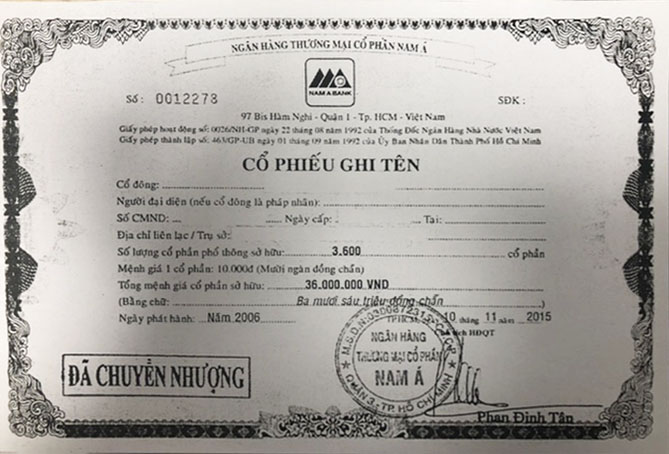 NGÂN HÀNG THƯƠNG MẠI CỔ PHẦN NAM Á
NAM A BANK
Số: 0012278
SĐK:
97 Bis Hàm Nghi - Quận 1 - Tp. HCM - Việt Nam
Giấy phép hoạt động số: 0026/NH-GP ngày 22 tháng 08 năm 1992 của Thống Đốc Ngân Hàng Nhà Nước Việt Nam
Giấy phép thành lập số: 463/GP-UB ngày 01 tháng 09 năm 1992 của Ủy Ban Nhân Dân Thành Phố Hồ Chí Minh
CỔ PHIẾU GHI TÊN
Cổ đông:
Người đại diện (nếu cổ đông là pháp nhân):
Số CMND: Ngày cấp: Tại:
Địa chỉ liên lạc / Trụ sở:
Số lượng cổ phần phổ thông sở hữu: 3.600 cổ phần
Mệnh giá 1 cổ phần: 10.000đ (Mười ngàn đồng chẵn)
Tổng mệnh giá cổ phần sở hữu: 36.000.000 VND
(Bằng chữ: Ba mươi sáu triệu đồng chẵn)
Ngày phát hành: Năm 2006
10 tháng 11 năm 2015
tịch HĐQT
NGÂN HÀNG
THƯƠNG MẠI CỔ PHẦN
NAM Á
QUẬN 3-TP. HỒ CHÍ MINH
ĐÃ CHUYỂN NHƯỢNG
Phan Đình Tân